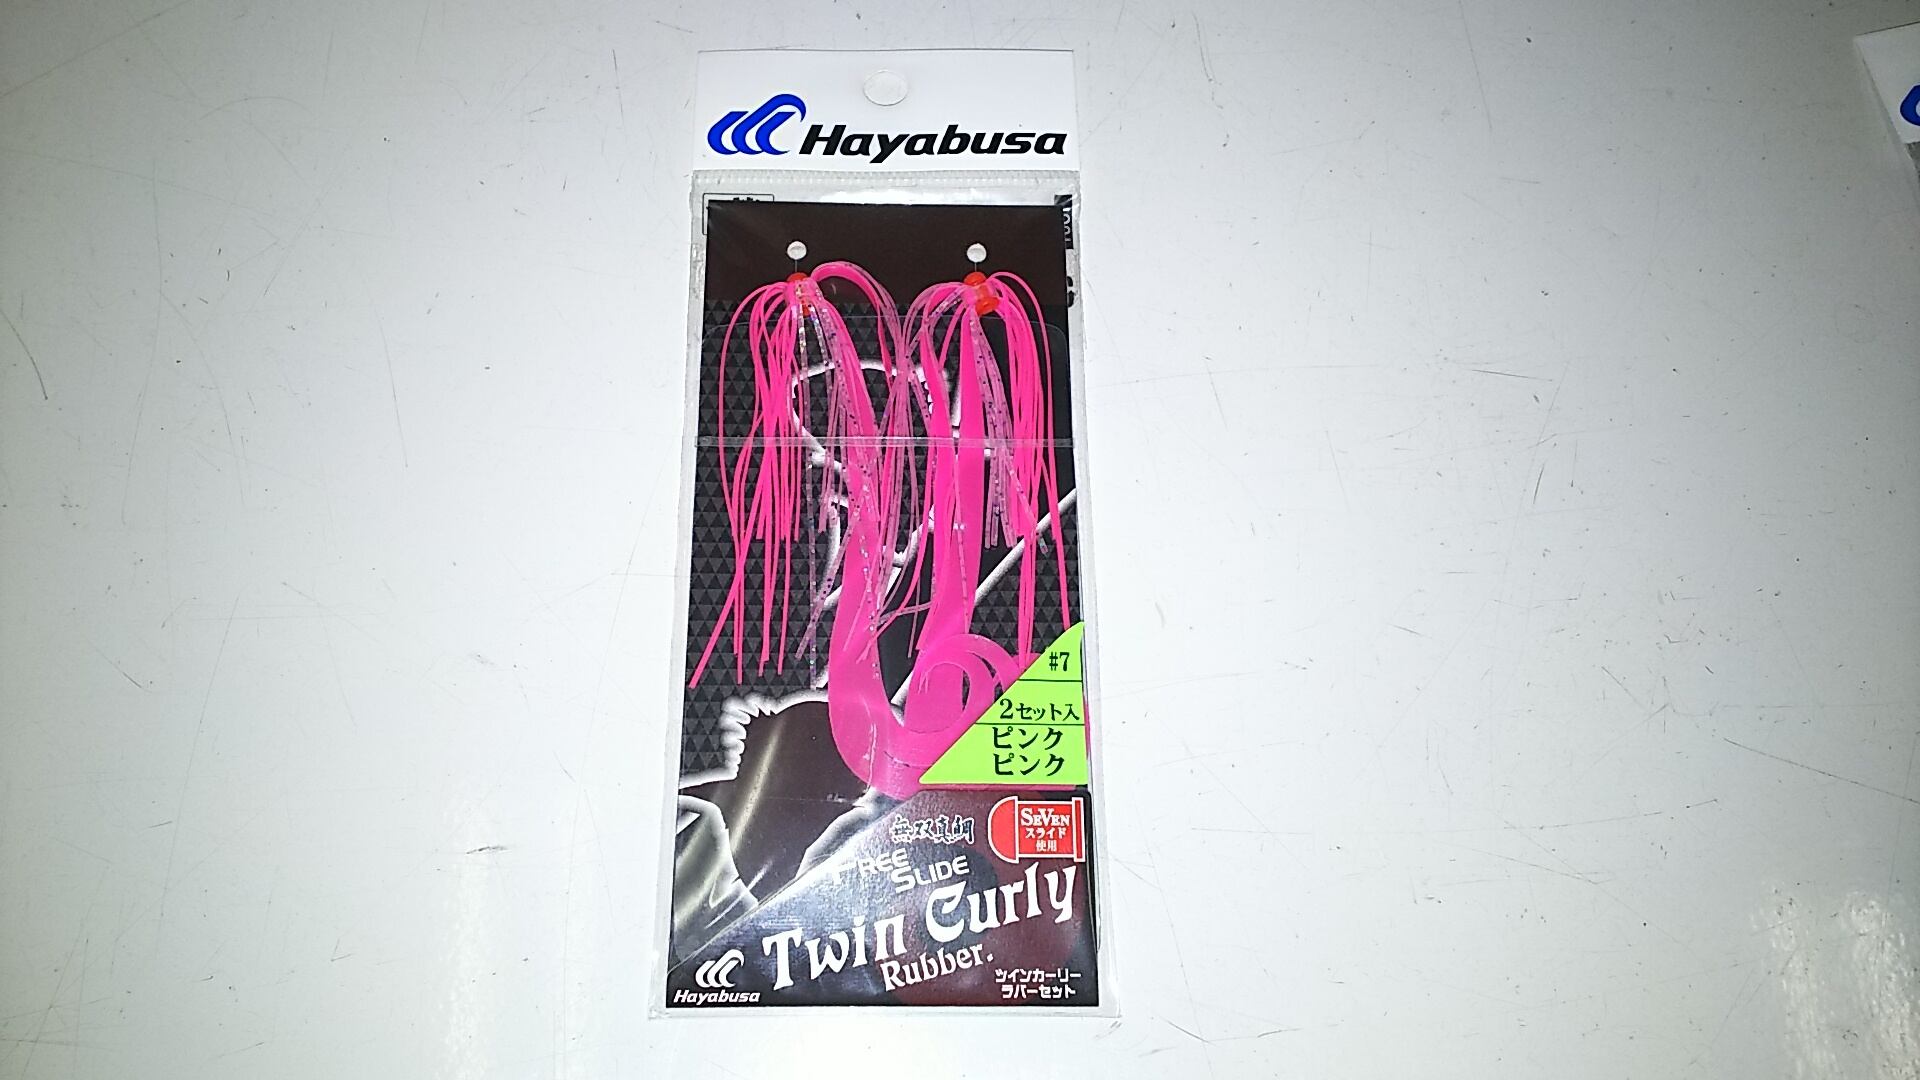 Hayabusa
#7
2セット入
ピンク
ピンク
無双真鯛
SEVEN
スライド
使用
FREE
SLIDE
Twin Curly
Rubber.
ツインカーリー
ラバーセット
Hayabusa